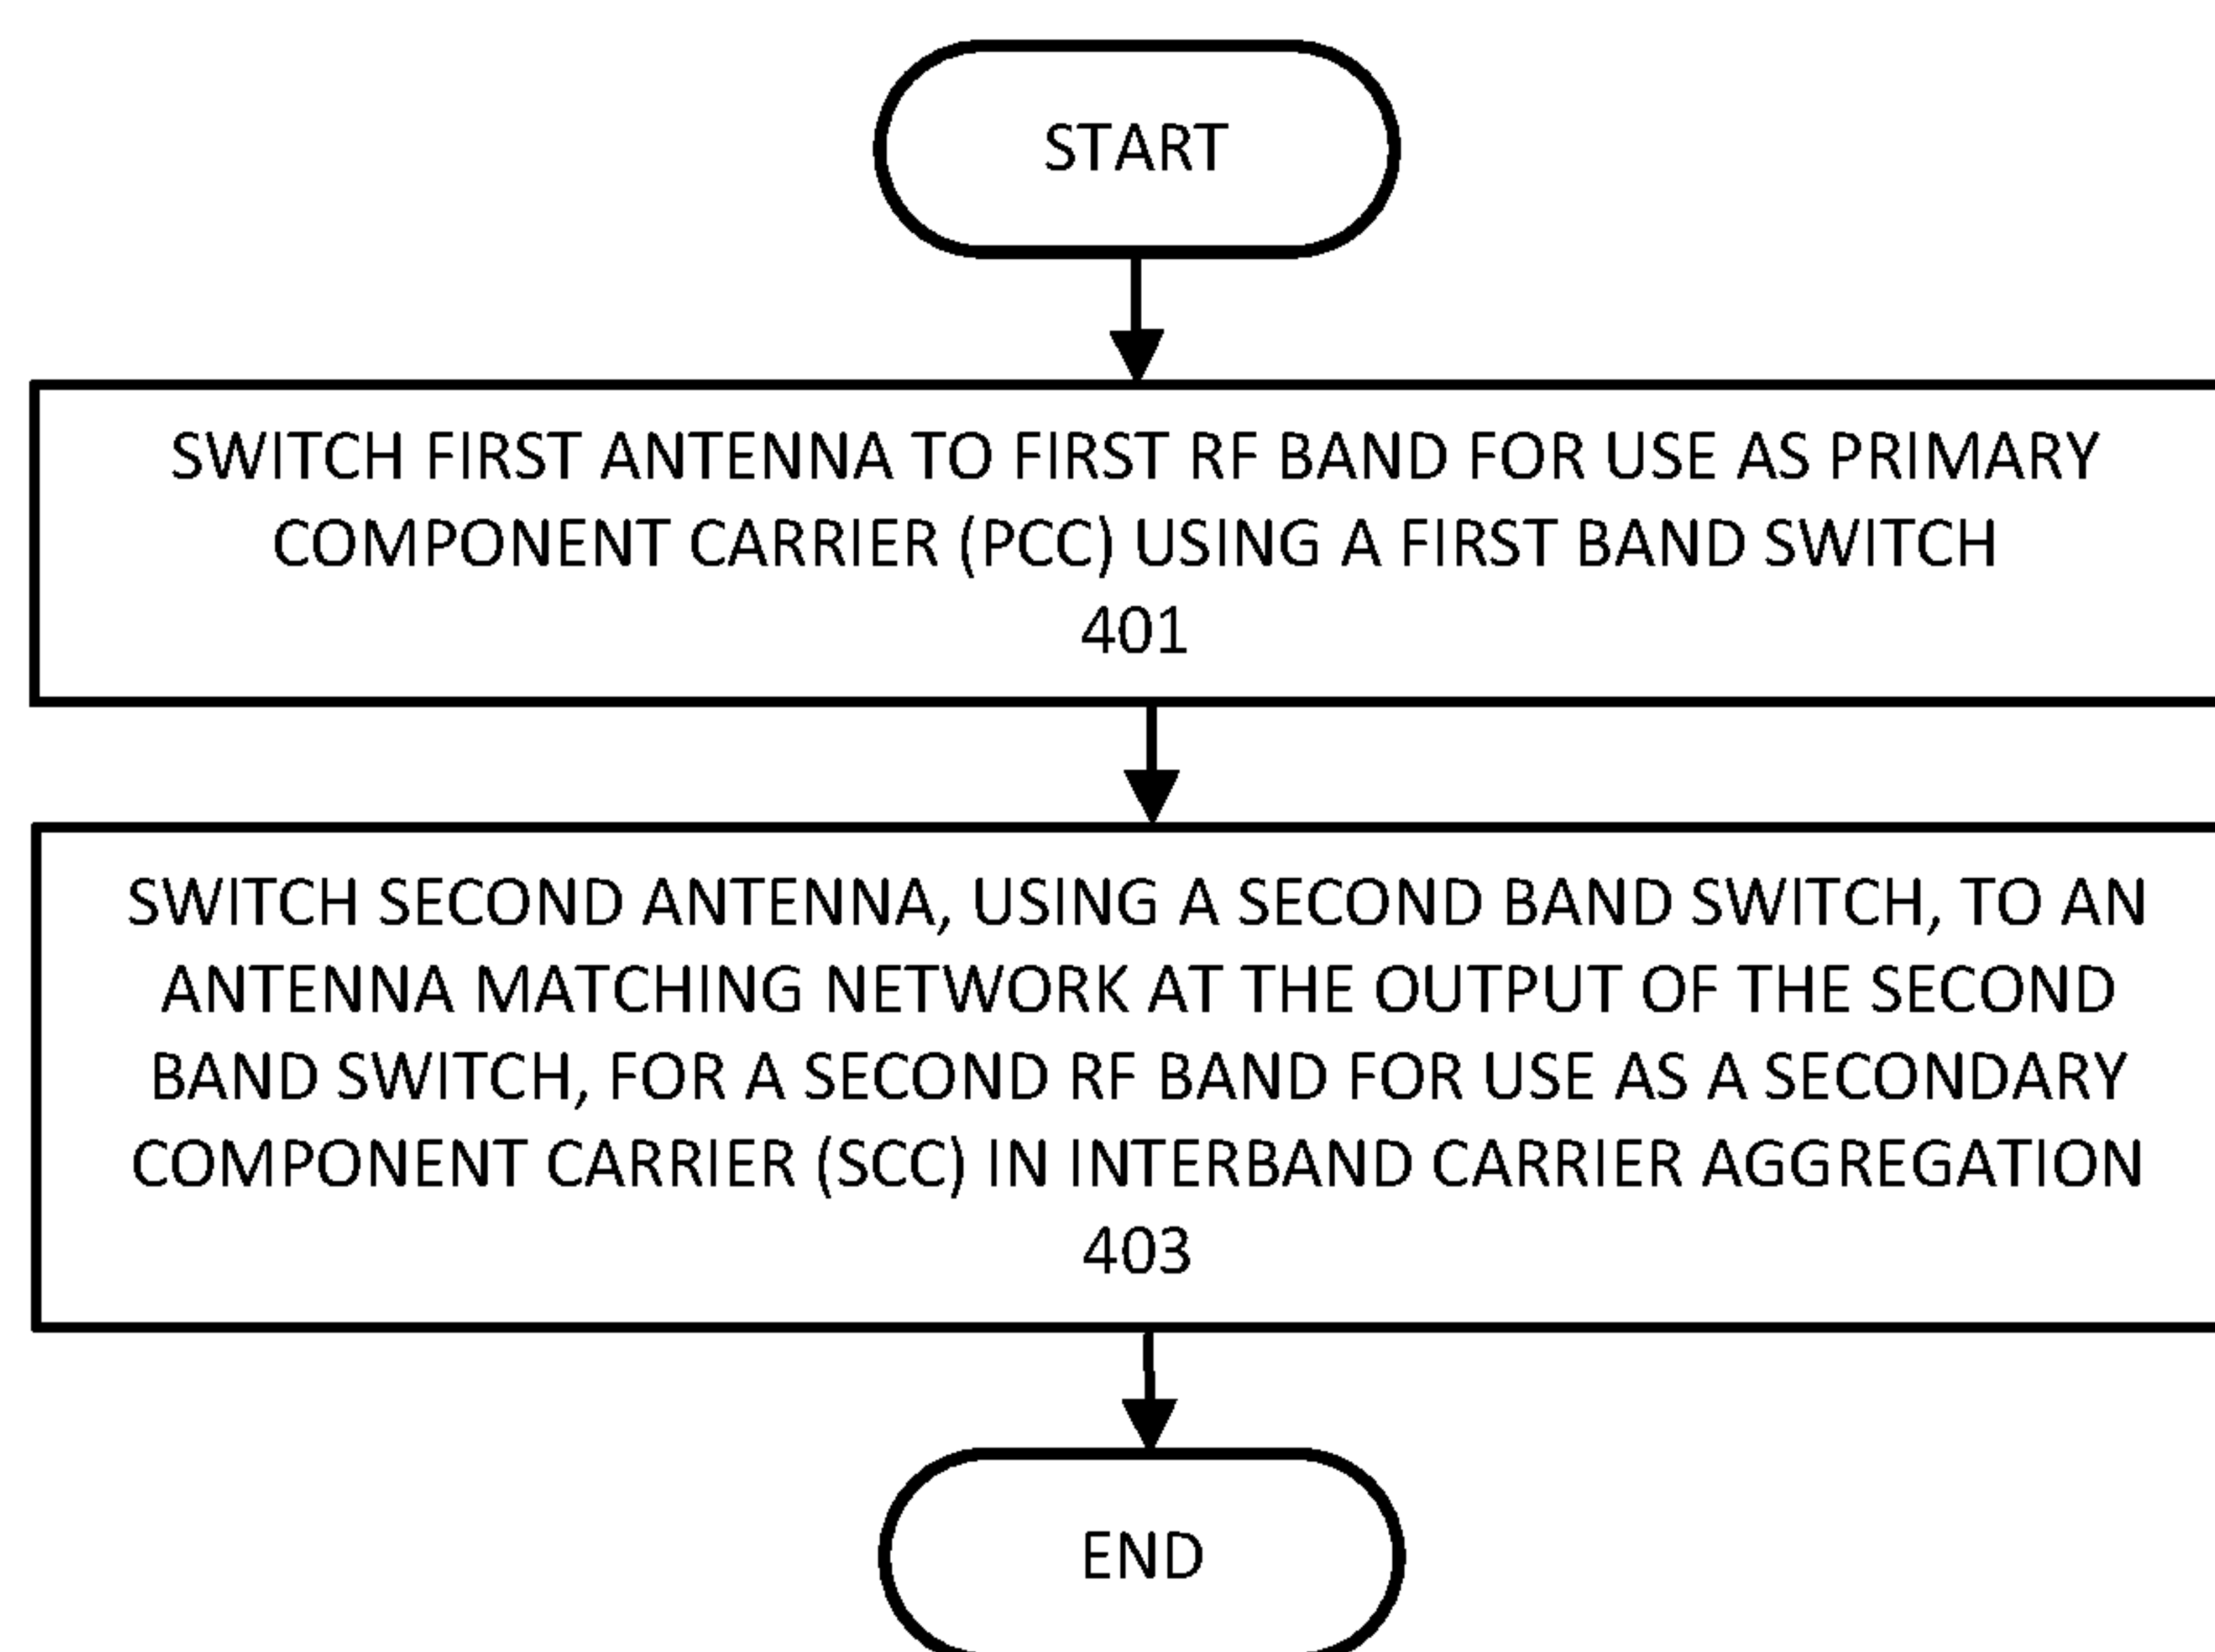 START
SWITCH FIRST ANTENNA TO FIRST RF BAND FOR USE AS PRIMARY
COMPONENT CARRIER (PCC) USING A FIRST BAND SWITCH
401
SWITCH SECOND ANTENNA, USING A SECOND BAND SWITCH, TO AN
ANTENNA MATCHING NETWORK AT THE OUTPUT OF THE SECOND
BAND SWITCH, FOR A SECOND RF BAND FOR USE AS A SECONDARY
COMPONENT CARRIER (SCC) IN INTERBAND CARRIER AGGREGATION
403
END